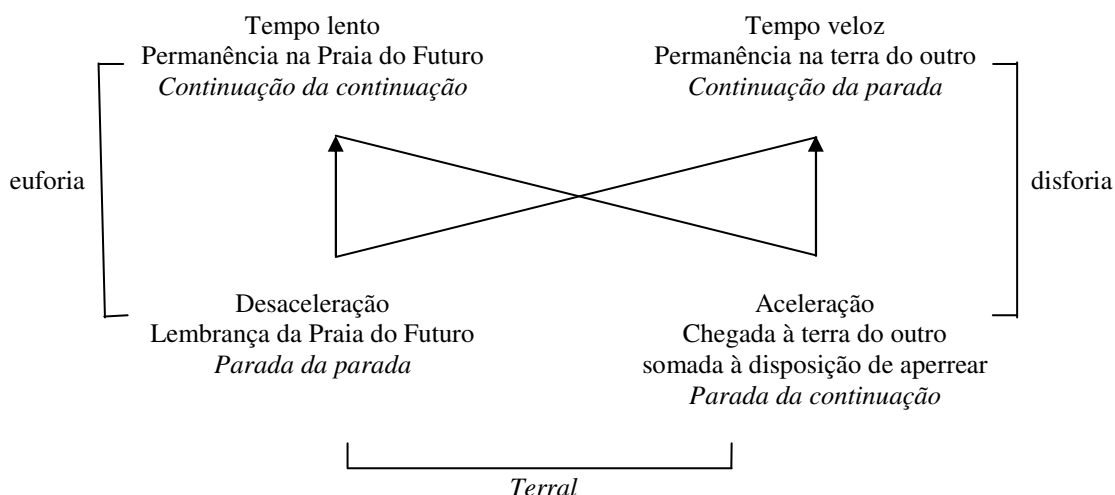 Tempo lento
Permanência na Praia do Futuro
Continuação da continuação
Tempo veloz
Permanência na terra do outro
Continuação da parada
euforia
disforia
Desaceleração
Lembrança da Praia do Futuro
Parada da parada
Aceleração
Chegada à terra do outro
somada à disposição de aperrear
Parada da continuação
Terral